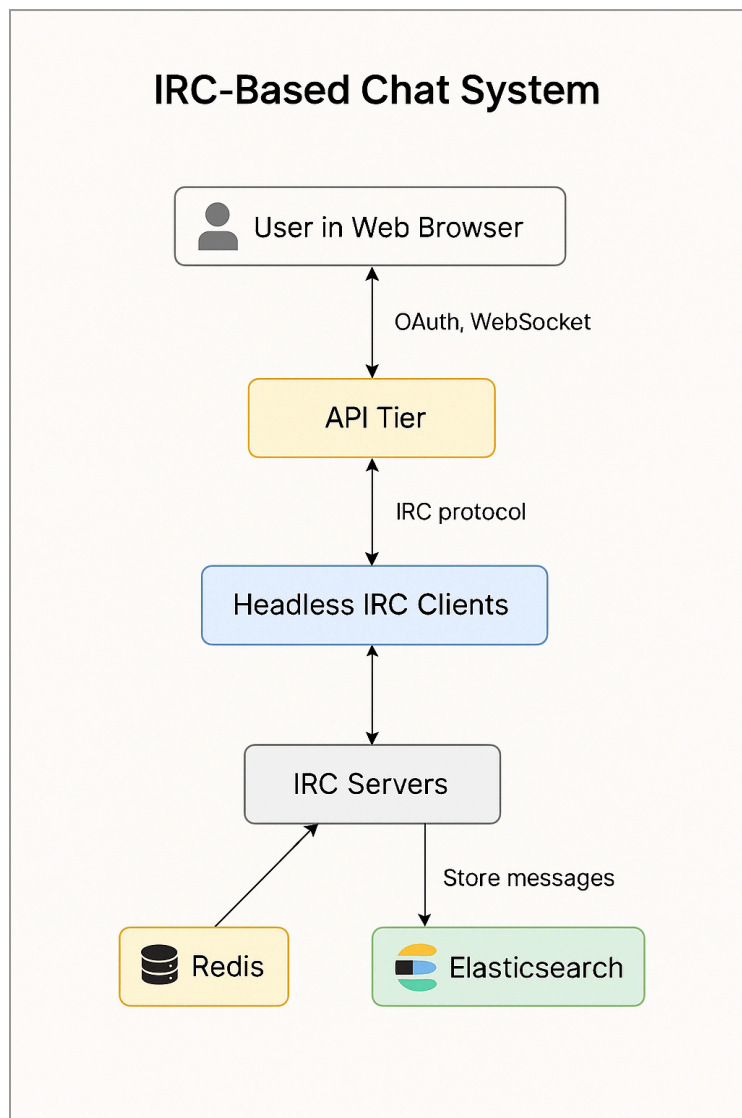 IRC-Based Chat System
User in Web Browser
OAuth, WebSocket
API Tier
IRC protocol
Headless IRC Clients
IRC Servers
Store messages
Redis
Elasticsearch